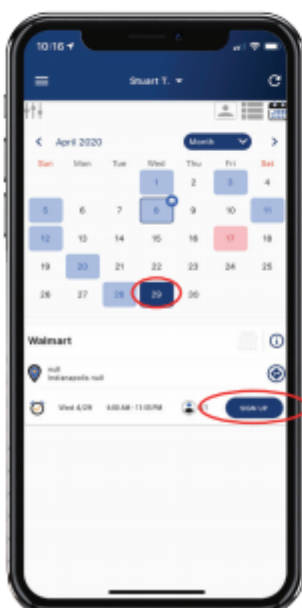 10:16
Stuart T.
April 2020
Month
Sun Mon Tue Wed Thu Fri Sat
1 2 3 4
5 6 7 8 9 10 11
12 13 14 15 16 17 18
19 20 21 22 23 24 25
26 27 28 29 30
Walmart
null
Indianapolis null
Wed 4/29
SIGN UP